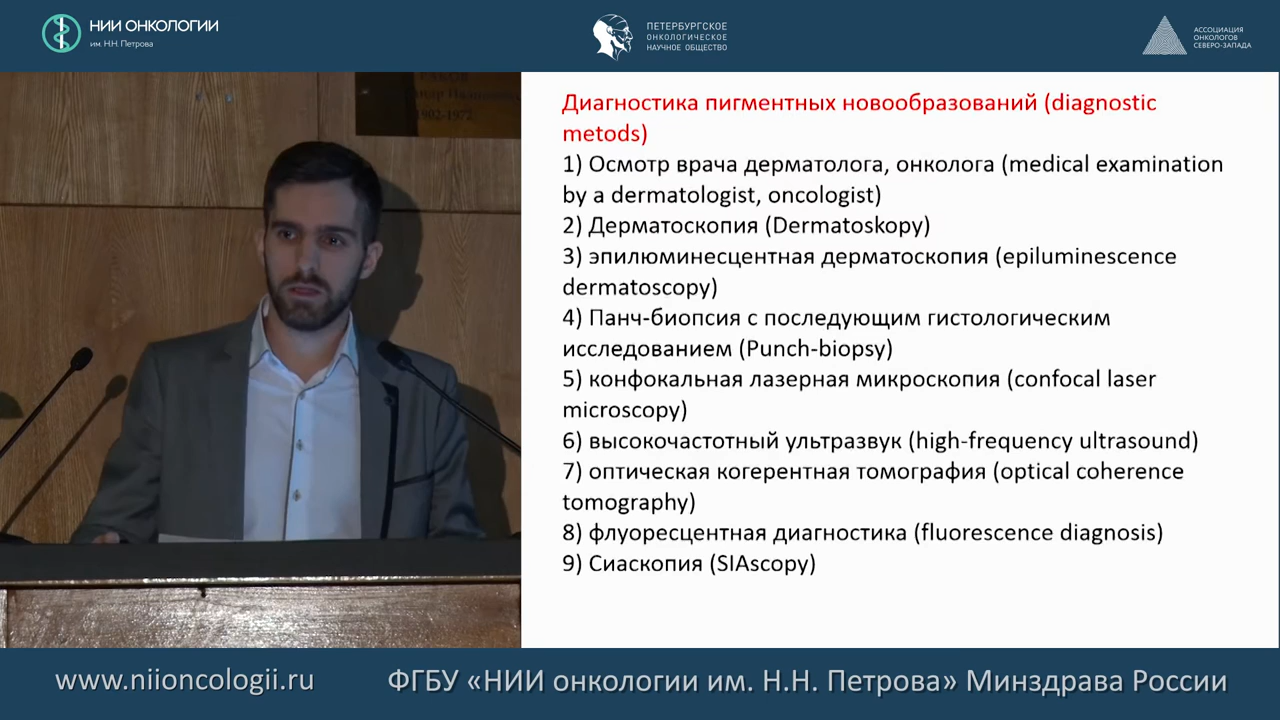 НИИ ОНКОЛОГИИ
им. Н.Н. Петрова
ПЕТЕРБУРГСКОЕ
ОНКОЛОГИЧЕСКОЕ
НАУЧНОЕ ОБЩЕСТВО
АССОЦИАЦИЯ
ОНКОЛОГОВ
СЕВЕРО-ЗАПАДА
1902-1972
Диагностика пигментных новообразований (diagnostic
metods)
1) Осмотр врача дерматолога, онколога (medical examination
by a dermatologist, oncologist)
2) Дерматоскопия (Dermatoskopy)
3) эпилюминесцентная дерматоскопия (epiluminescence
dermatoscopy)
4) Панч-биопсия с последующим гистологическим
исследованием (Punch-biopsy)
5) конфокальная лазерная микроскопия (confocal laser
microscopy)
6) высокочастотный ультразвук (high-frequency ultrasound)
7) оптическая когерентная томография (optical coherence
tomography)
8) флуоресцентная диагностика (fluorescence diagnosis)
9) Сиаскопия (SIAscopy)
www.niioncologii.ru
ФГБУ «НИИ онкологии им. Н.Н. Петрова» Минздрава России